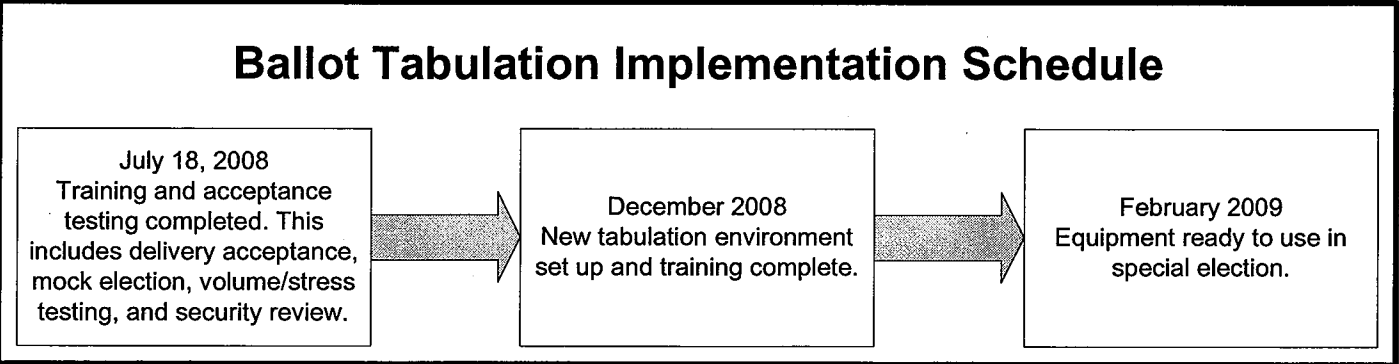 Ballot Tabulation Implementation Schedule
July 18, 2008
Training and acceptance
testing completed. This
includes delivery acceptance,
mock election, volume/stress
testing, and security review.
December 2008
New tabulation environment
set up and training complete.
February 2009
Equipment ready to use in
special election.